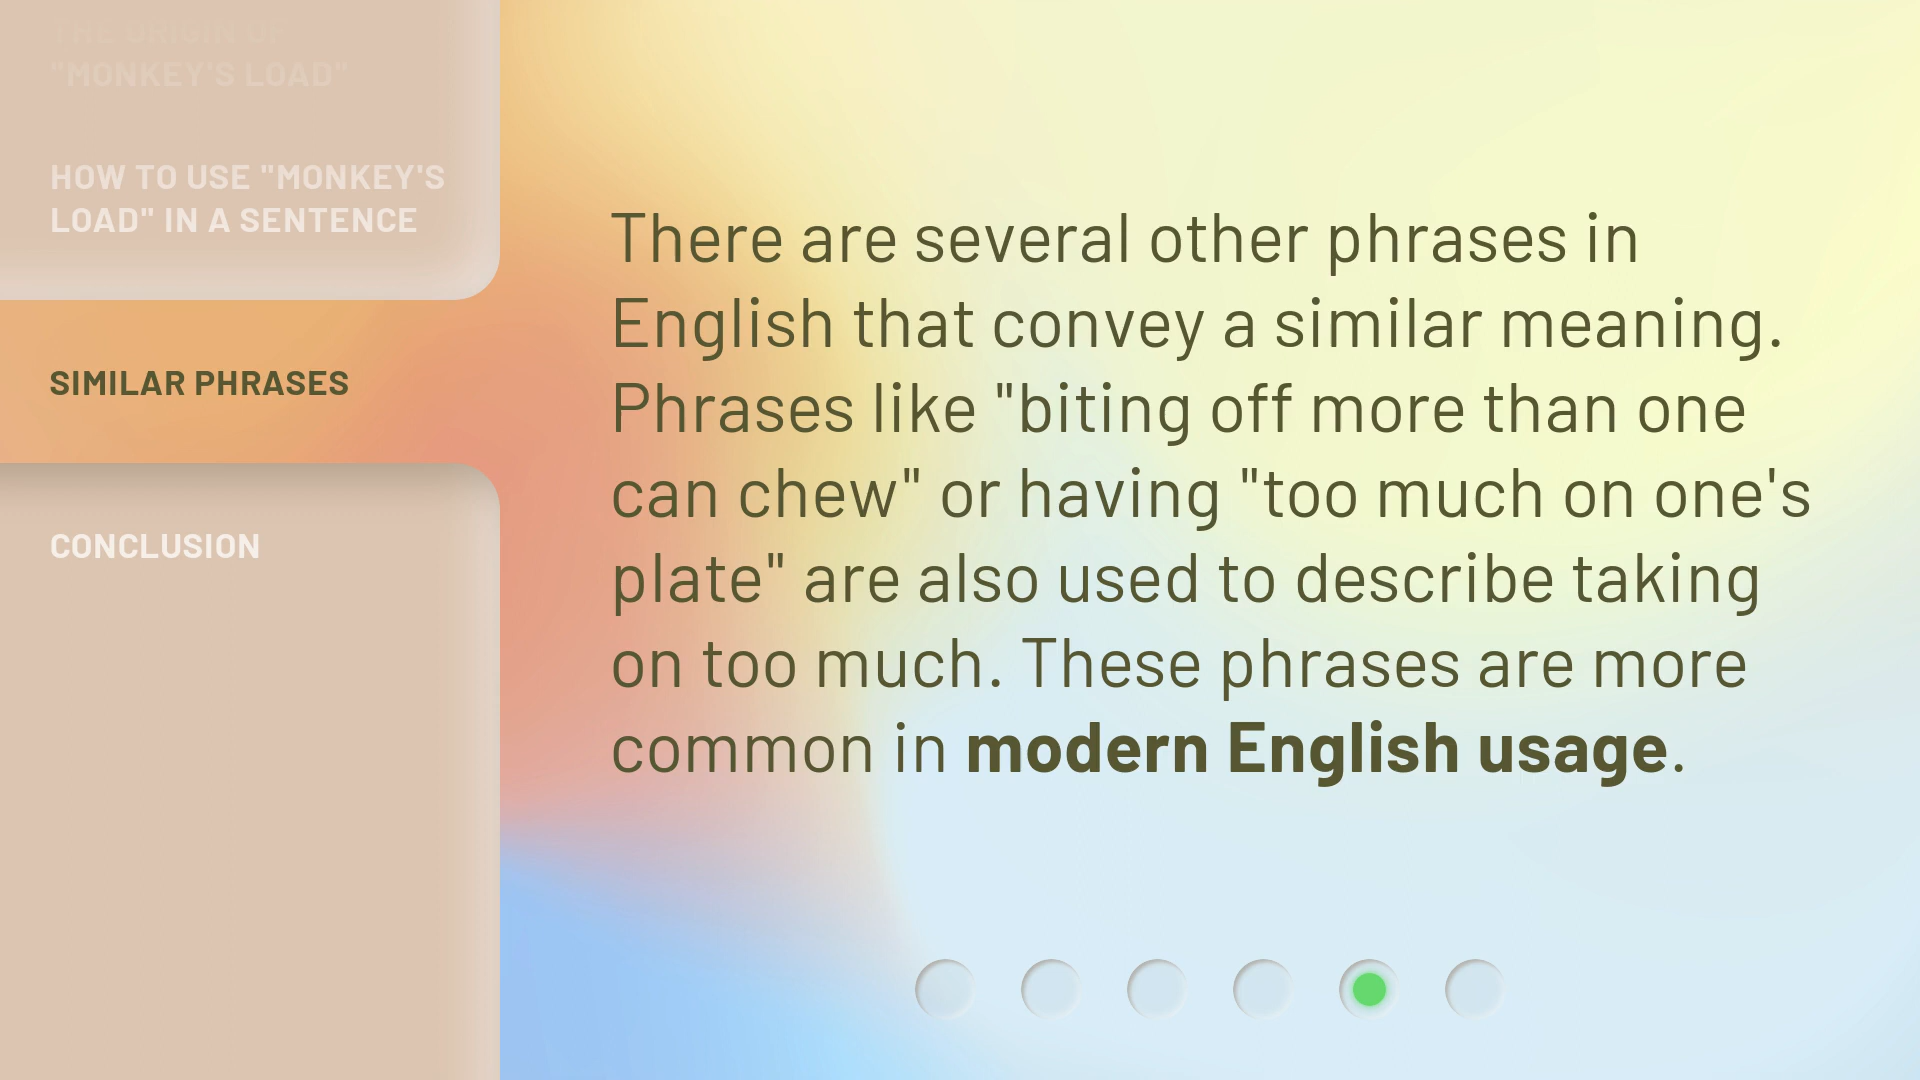 THE ORIGIN OF
"MONKEY'S LOAD"
HOW TO USE "MONKEY'S
LOAD" IN A SENTENCE
SIMILAR PHRASES
CONCLUSION
There are several other phrases in
English that convey a similar meaning.
Phrases like "biting off more than one
can chew" or having "too much on one's
plate" are also used to describe taking
on too much. These phrases are more
common in modern English usage.